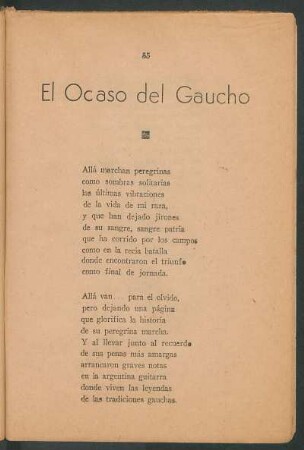 85
El Ocaso del Gaucho
Allá marchan peregrinas
como sombras solitarias
las últimas vibraciones
de la vida de mi raza,
y que han dejado jirones
de su sangre, sangre patria
que ha corrido por los campos
como en la recia batalla
donde encontraron el triunfo
como final de jornada.
Allá van... para el olvido,
pero dejando una página
que glorifica la historia
de su peregrina marcha.
Y al llevar junto al recuerdo
de sus penas más amargas
arrancaron graves notas
en la argentina guitarra
donde viven las leyendas
de las tradiciones gauchas.